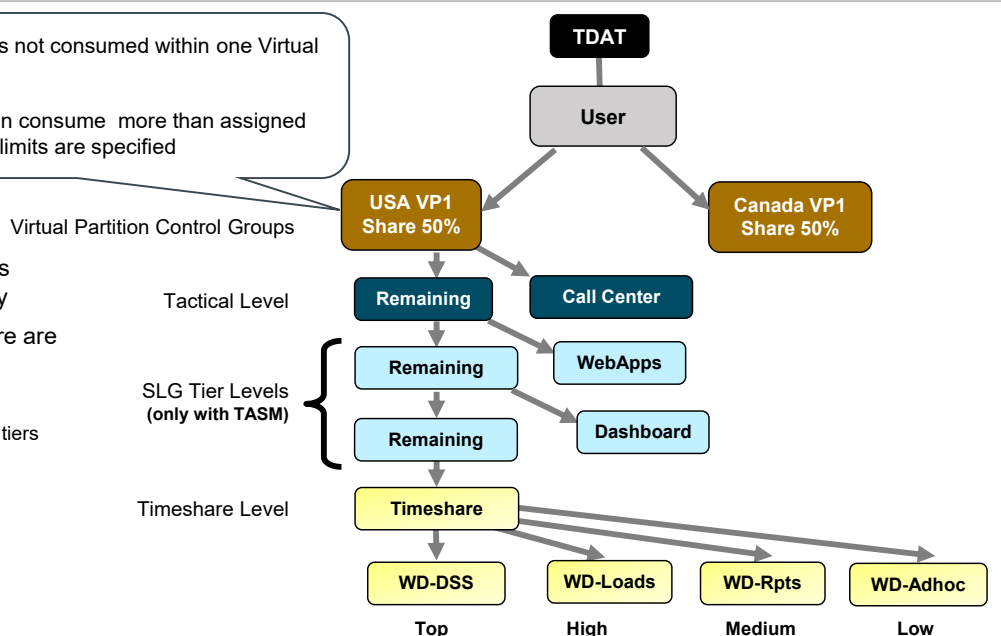 s not consumed within one Virtual
n consume more than assigned
limits are specified
TDAT
User
USA VP1
Share 50%
Canada VP1
Share 50%
Virtual Partition Control Groups
s
y
re are
Tactical Level
Remaining
Call Center
SLG Tier Levels
(only with TASM)
Remaining
WebApps
Remaining
Dashboard
tiers
Timeshare Level
Timeshare
WD-DSS
WD-Loads
WD-Rpts
WD-Adhoc
Top
High
Medium
Low